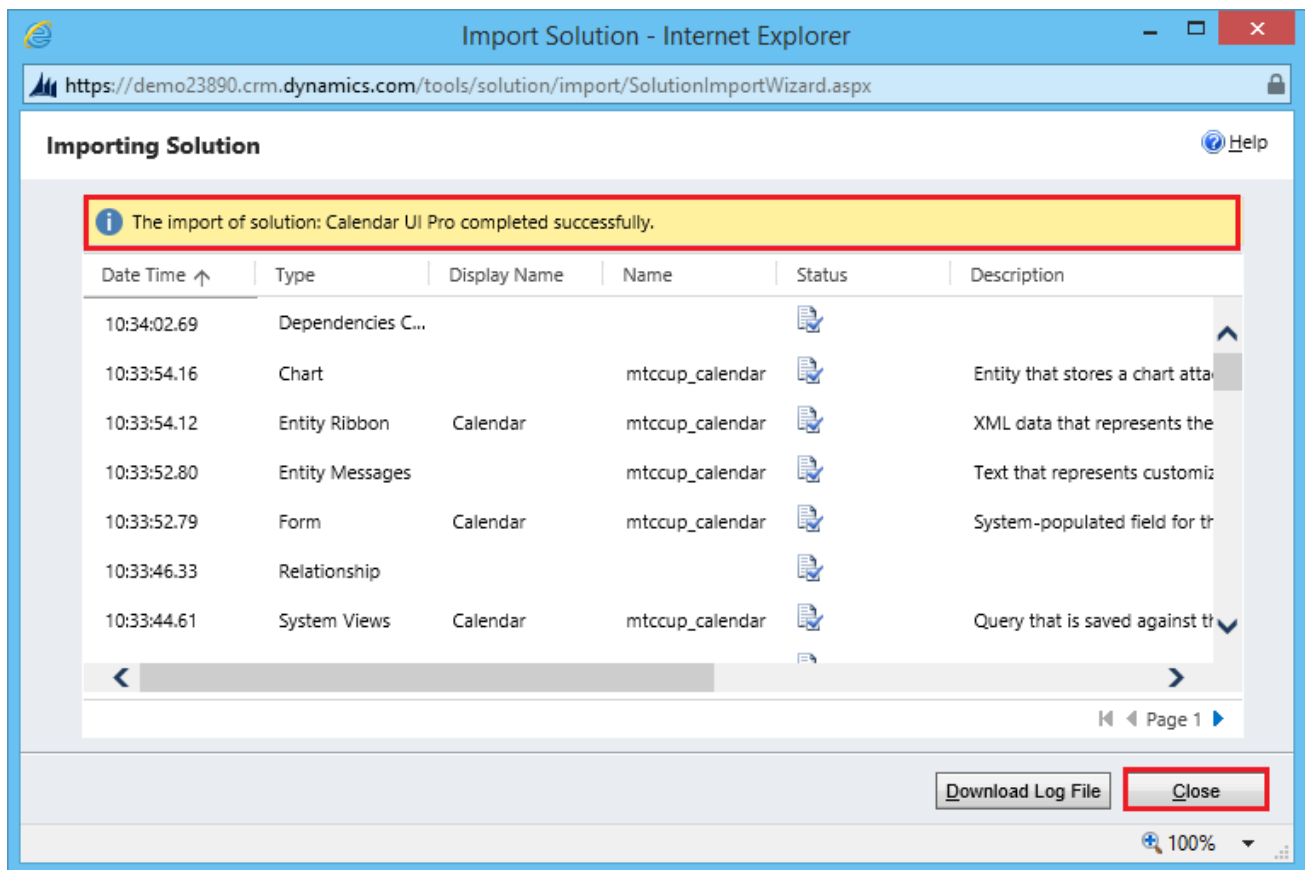 Import Solution - Internet Explorer
https://demo23890.crm.dynamics.com/tools/solution/import/SolutionImportWizard.aspx
Importing Solution
Help
The import of solution: Calendar UI Pro completed successfully.
Date Time Type Display Name Name Status Description
10:34:02.69 Dependencies C...
10:33:54.16 Chart mtccup_calendar Entity that stores a chart atta
10:33:54.12 Entity Ribbon Calendar mtccup_calendar XML data that represents the
10:33:52.80 Entity Messages mtccup_calendar Text that represents customiz
10:33:52.79 Form Calendar mtccup_calendar System-populated field for th
10:33:46.33 Relationship
10:33:44.61 System Views Calendar mtccup_calendar Query that is saved against th
Page 1
Download Log File Close
100%